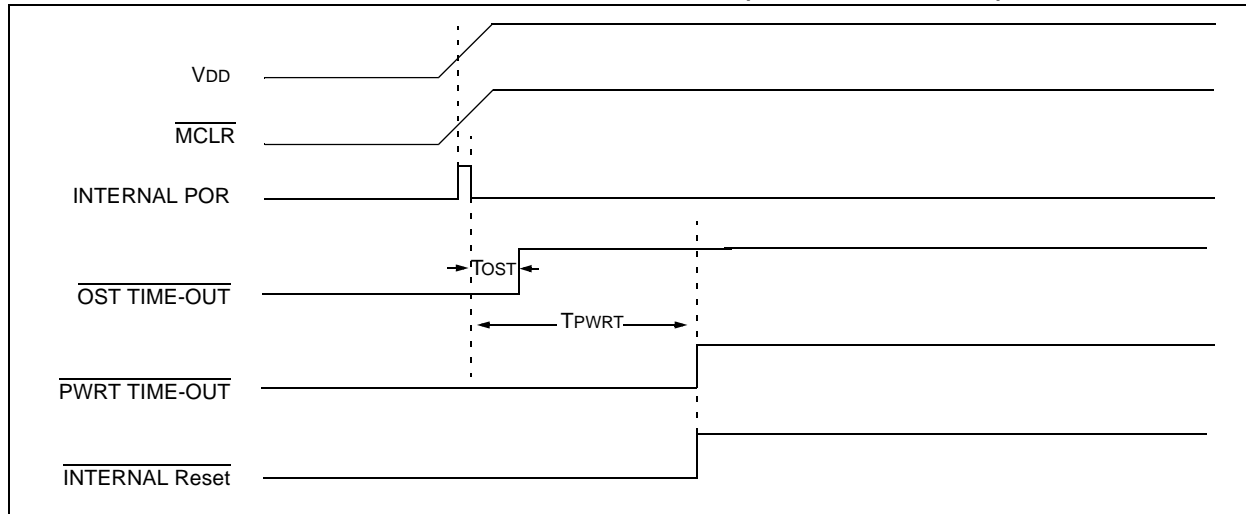 VDD
MCLR
INTERNAL POR
TOST
OST TIME-OUT
TPWRT
PWRT TIME-OUT
INTERNAL Reset